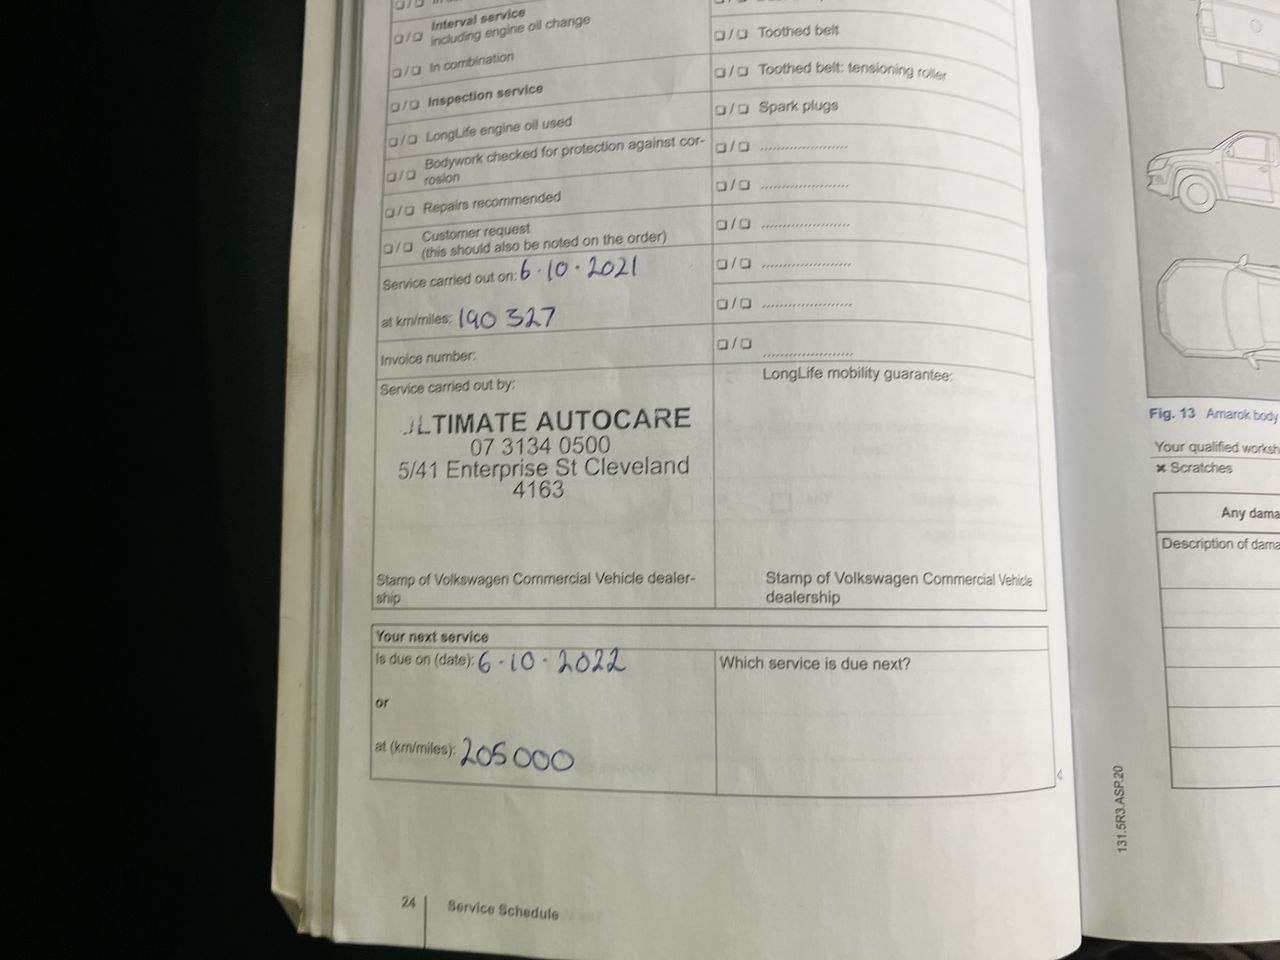 Interval service
including engine oil change
In combination
Inspection service
LongLife engine oil used
Bodywork checked for protection against cor-
rosion
Repairs recommended
Customer request
(this should also be noted on the order)
Service carried out on: 6·10·2021
at km/miles: 190 327
Invoice number:
Service carried out by:
ULTIMATE AUTOCARE
07 3134 0500
5/41 Enterprise St Cleveland
4163
Stamp of Volkswagen Commercial Vehicle dealer-
ship
Toothed belt
Toothed belt: tensioning roller
Spark plugs
LongLife mobility guarantee:
Stamp of Volkswagen Commercial Vehicle
dealership
Your next service
Is due on (date): 6·10·2022
or
at (km/miles): 205000
Which service is due next?
24 Service Schedule
Fig. 13 Amarok body
Your qualified worksh
× Scratches
Any dama
Description of dama
131.5R3.ASP.20